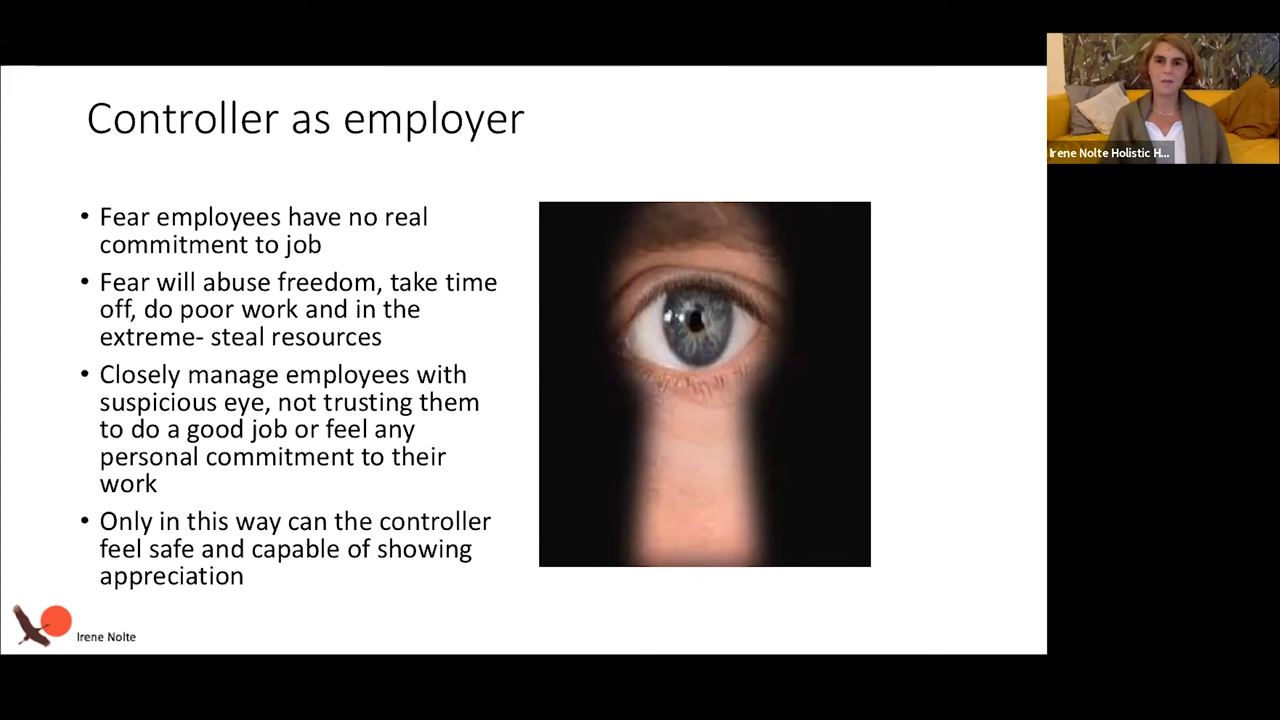 Controller as employer
• Fear employees have no real
commitment to job
• Fear will abuse freedom, take time
off, do poor work and in the
extreme- steal resources
• Closely manage employees with
suspicious eye, not trusting them
to do a good job or feel any
personal commitment to their
work
• Only in this way can the controller
feel safe and capable of showing
appreciation
Irene Nolte
Irene Nolte Holistic H...